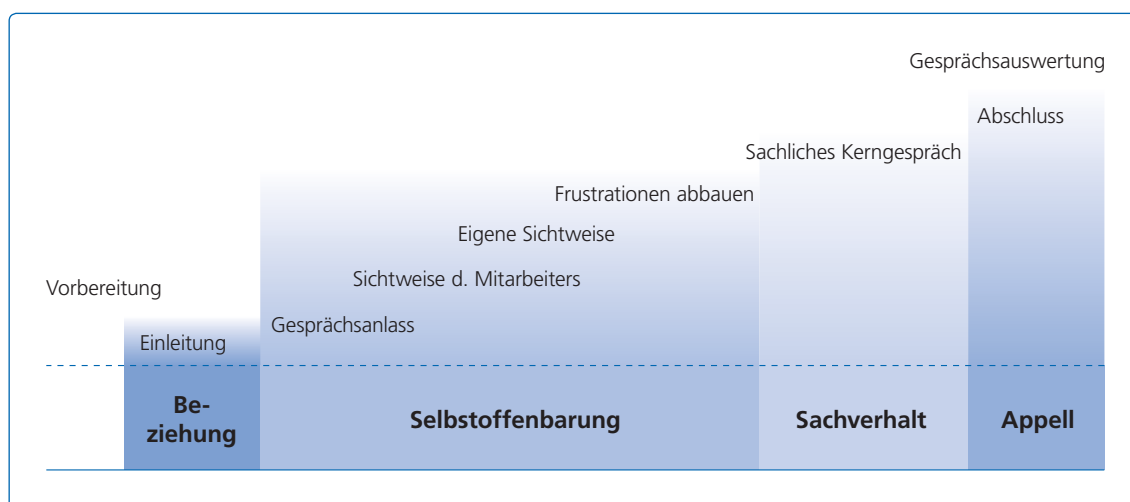 Gesprächsauswertung
Abschluss
Sachliches Kerngespräch
Frustrationen abbauen
Eigene Sichtweise
Sichtweise d. Mitarbeiters
Vorbereitung
Gesprächsanlass
Einleitung
Be-
ziehung
Selbstoffenbarung
Sachverhalt
Appell